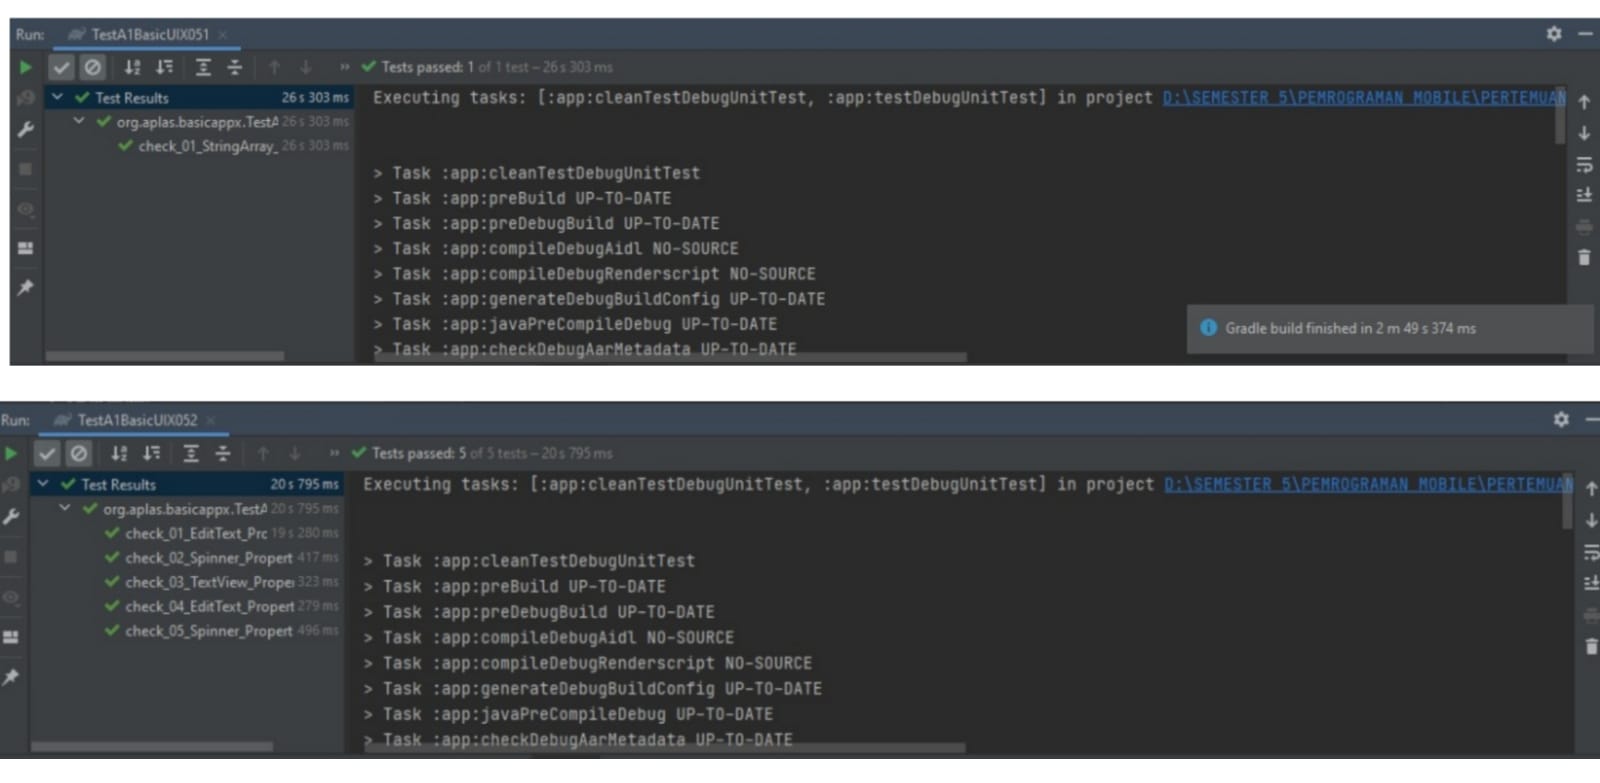 Run: TestA1BasicUIX051
Tests passed: 1 of 1 test – 26 s 303 ms
Test Results 26 s 303 ms
org.aplas.basicappx.TestA 26 s 303 ms
check_01_StringArray_ 26 s 303 ms
Executing tasks: [:app:cleanTestDebugUnitTest, :app:testDebugUnitTest] in project D:\SEMESTER 5\PEMROGRAMAN MOBILE\PERTEMUAN
> Task :app:cleanTestDebugUnitTest
> Task :app:preBuild UP-TO-DATE
> Task :app:preDebugBuild UP-TO-DATE
> Task :app:compileDebugAidl NO-SOURCE
> Task :app:compileDebugRenderscript NO-SOURCE
> Task :app:generateDebugBuildConfig UP-TO-DATE
> Task :app:javaPreCompileDebug UP-TO-DATE
> Task :app:checkDebugAarMetadata UP-TO-DATE
Gradle build finished in 2 m 49 s 374 ms
Run: TestA1BasicUIX052
Tests passed: 5 of 5 tests – 20 s 795 ms
Test Results 20 s 795 ms
org.aplas.basicappx.TestA 20 s 795 ms
check_01_EditText_Prc 19 s 280 ms
check_02_Spinner_Propert 417 ms
check_03_TextView_Prope 323 ms
check_04_EditText_Propert 279 ms
check_05_Spinner_Propert 496 ms
Executing tasks: [:app:cleanTestDebugUnitTest, :app:testDebugUnitTest] in project D:\SEMESTER 5\PEMROGRAMAN MOBILE\PERTEMUAN
> Task :app:cleanTestDebugUnitTest
> Task :app:preBuild UP-TO-DATE
> Task :app:preDebugBuild UP-TO-DATE
> Task :app:compileDebugAidl NO-SOURCE
> Task :app:compileDebugRenderscript NO-SOURCE
> Task :app:generateDebugBuildConfig UP-TO-DATE
> Task :app:javaPreCompileDebug UP-TO-DATE
> Task :app:checkDebugAarMetadata UP-TO-DATE